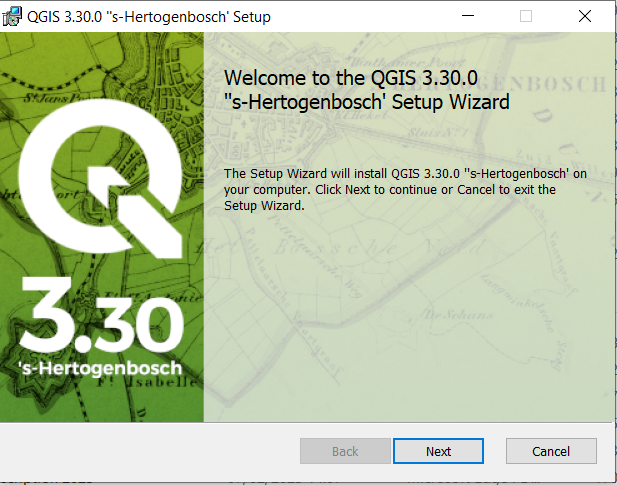 QGIS 3.30.0 "s-Hertogenbosch' Setup
Welcome to the QGIS 3.30.0
"s-Hertogenbosch' Setup Wizard
The Setup Wizard will install QGIS 3.30.0 "s-Hertogenbosch' on
your computer. Click Next to continue or Cancel to exit the
Setup Wizard.
3.30
's-Hertogenbosch
Isabelle
Back
Next
Cancel